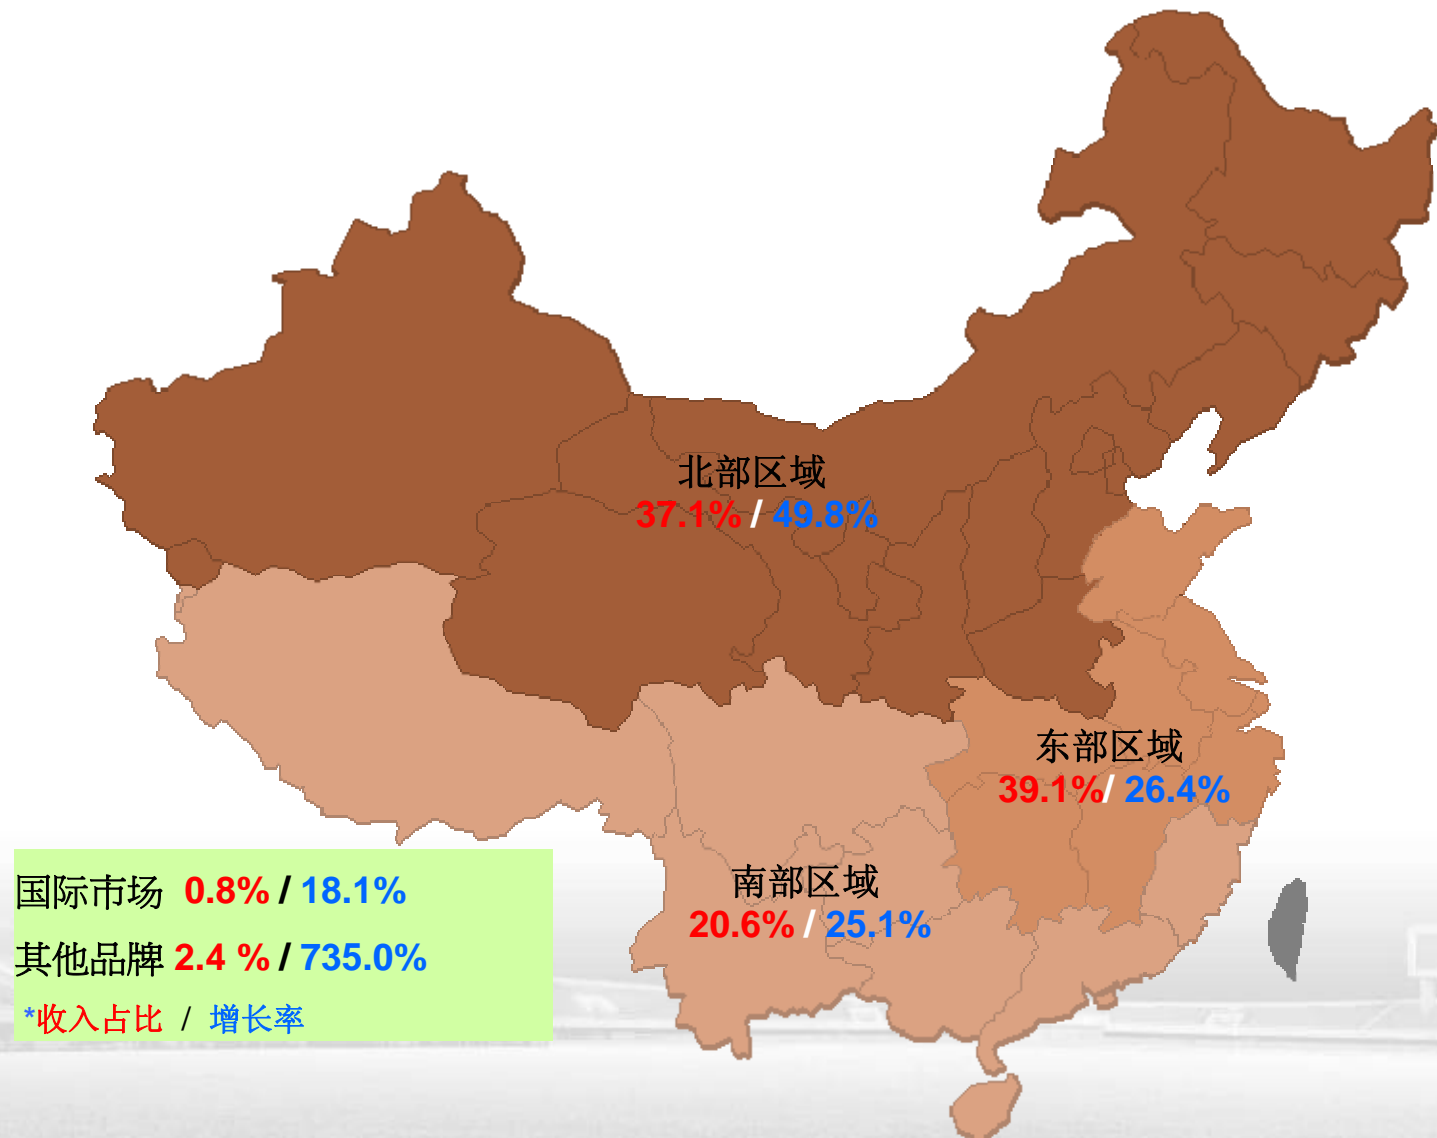 北部区域
37.1% / 49.8%
东部区域
39.1%/ 26.4%
南部区域
20.6% / 25.1%
国际市场 0.8% / 18.1%
其他品牌 2.4 % / 735.0%
*收入占比 / 增长率